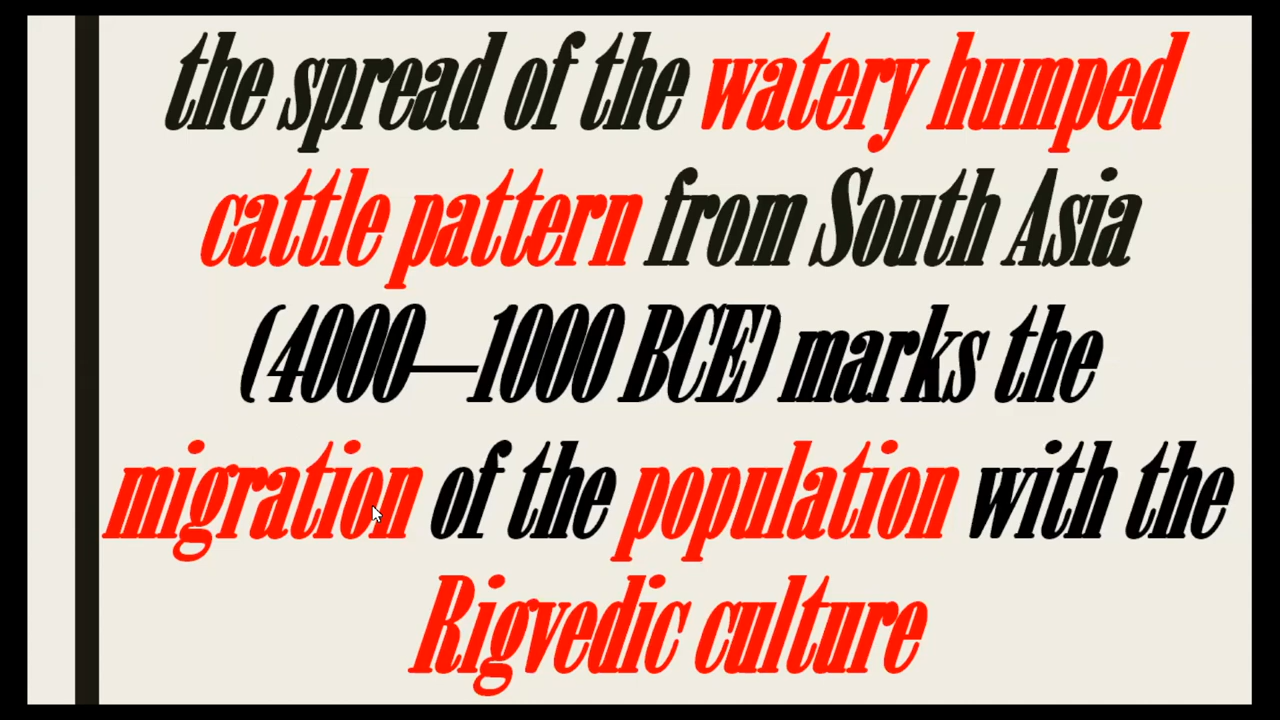 the spread of the watery humped
cattle pattern from South Asia
(4000—1000 BCE) marks the
migration of the population with the
Rigvedic culture